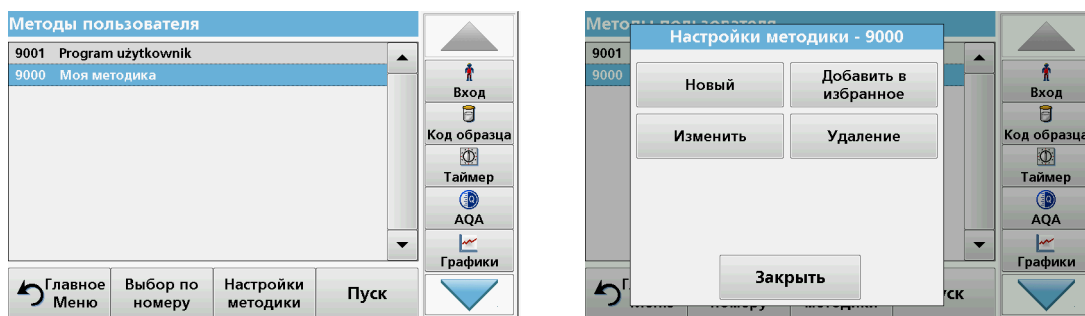 Методы пользователя
9001 Program użytkownik
9000 Моя методика
Вход
Код образца
Таймер
AQA
Графики
Главное
Меню
Выбор по
номеру
Настройки
методики
Пуск
Настройки методики - 9000
9001
9000
Новый
Добавить в
избранное
Изменить
Удаление
Закрыть
Вход
Код образца
Таймер
AQA
Графики